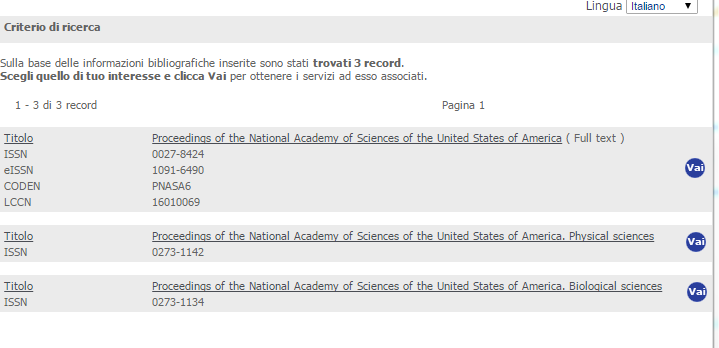 Lingua Italiano
Criterio di ricerca
Sulla base delle informazioni bibliografiche inserite sono stati trovati 3 record.
Scegli quello di tuo interesse e clicca Vai per ottenere i servizi ad esso associati.
1 - 3 di 3 record Pagina 1
Titolo Proceedings of the National Academy of Sciences of the United States of America ( Full text )
ISSN 0027-8424
eISSN 1091-6490 Vai
CODEN PNASA6
LCCN 16010069
Titolo Proceedings of the National Academy of Sciences of the United States of America. Physical sciences Vai
ISSN 0273-1142
Titolo Proceedings of the National Academy of Sciences of the United States of America. Biological sciences Vai
ISSN 0273-1134